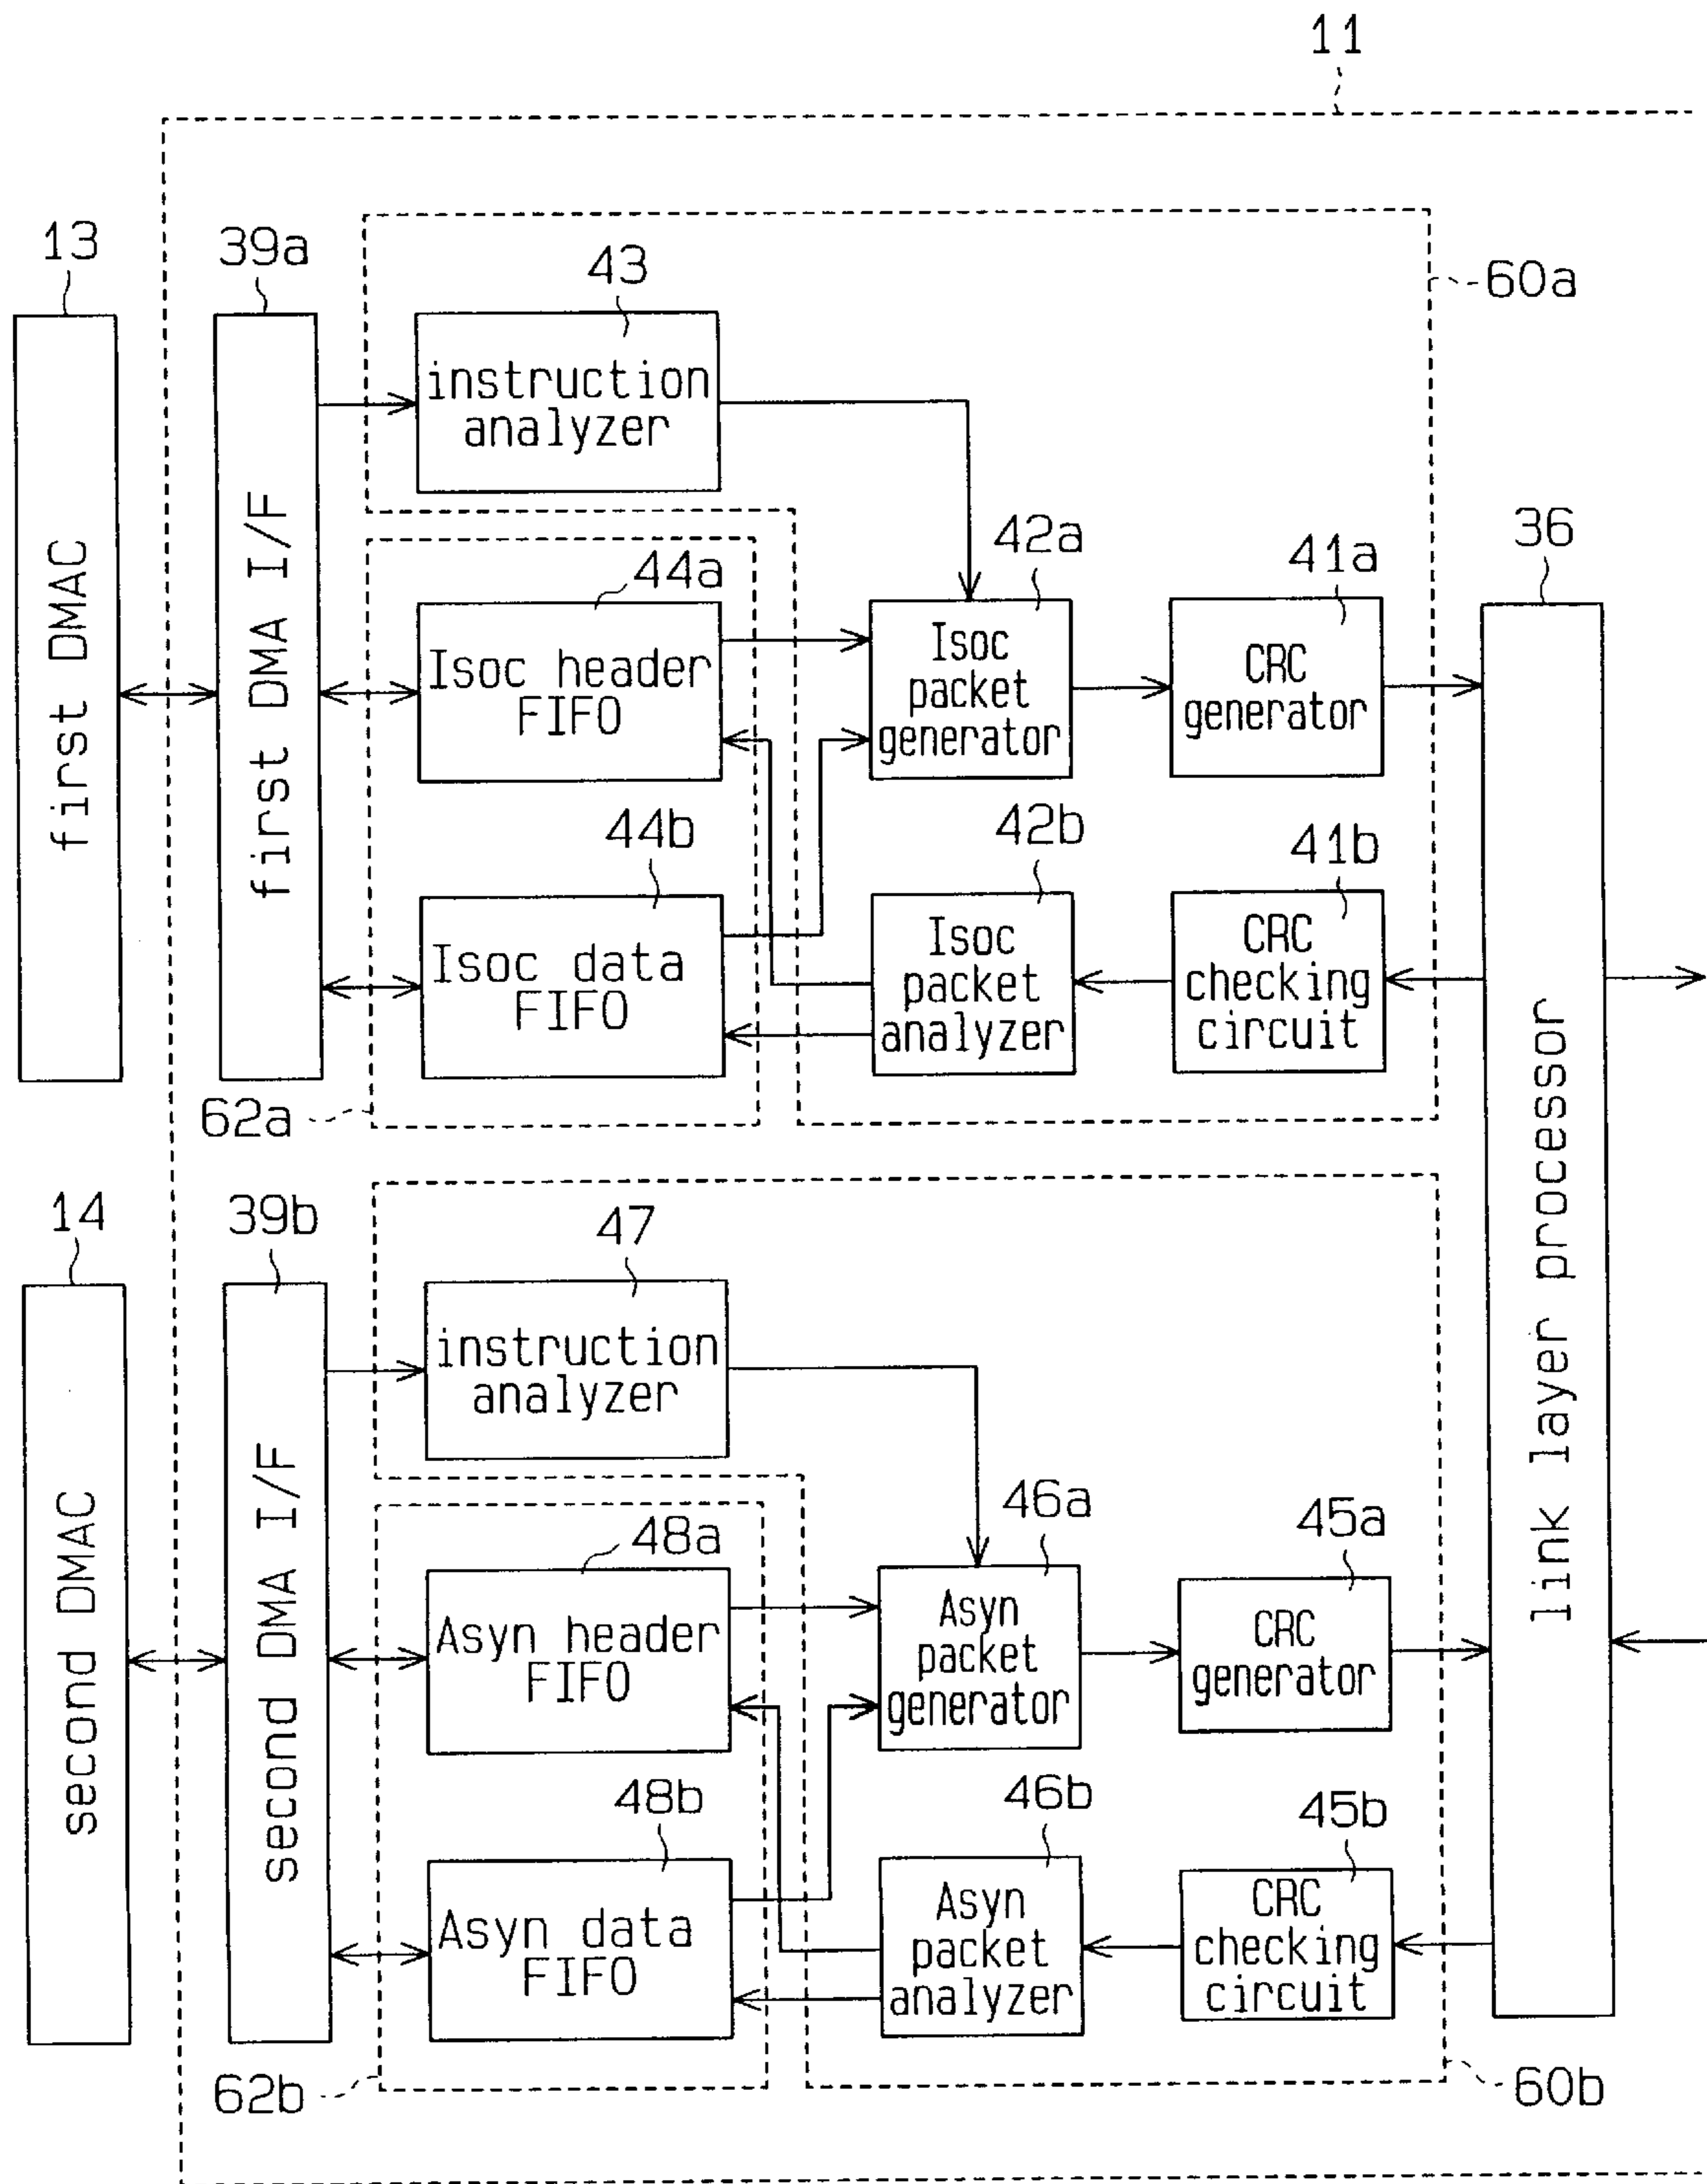 11
13
39a
43
60a
instruction
analyzer
first DMAC
first DMA I/F
42a
41a
36
44a
Isoc header
FIFO
Isoc
packet
generator
CRC
generator
44b
42b
41b
Isoc data
FIFO
Isoc
packet
analyzer
CRC
checking
circuit
62a
link layer processor
14
39b
47
instruction
analyzer
second DMAC
second DMA I/F
46a
45a
48a
Asyn header
FIFO
Asyn
packet
generator
CRC
generator
48b
46b
45b
Asyn data
FIFO
Asyn
packet
analyzer
CRC
checking
circuit
62b
60b